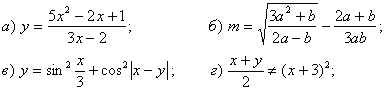 а) y = (5x² − 2x + 1)/(3x − 2);    б) m = √((3a² + b)/(2a − b)) − (2a + b)/(3ab);
в) y = sin² x/3 + cos²|x − y|;    г) (x + y)/2 ≠ (x + 3)²;